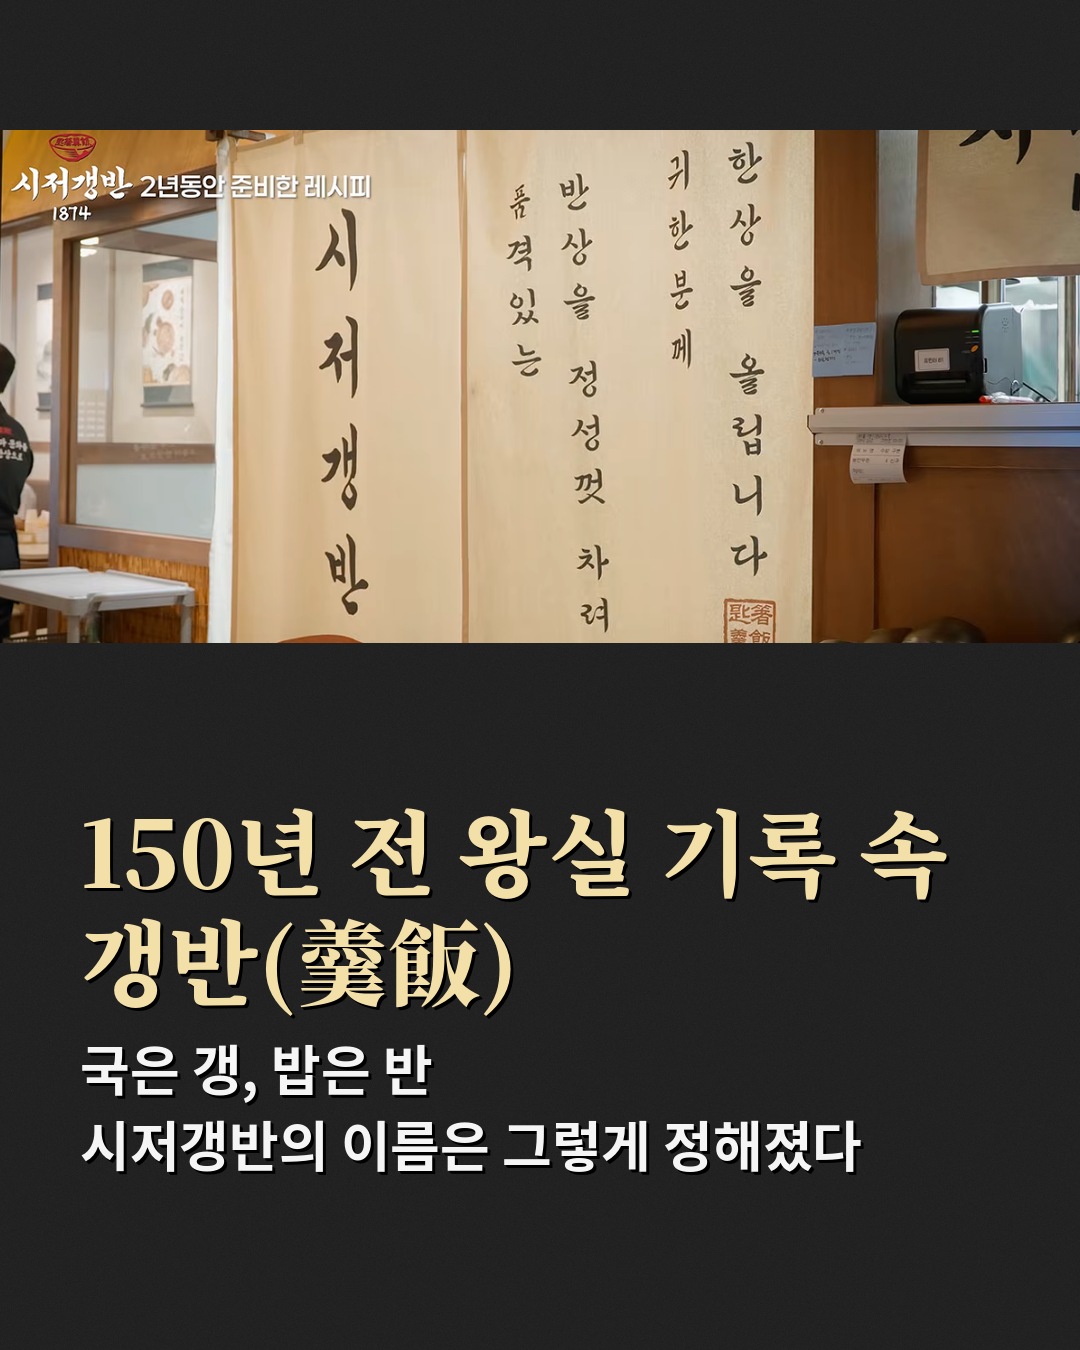 시저갱반
1874
2년동안 준비한 레시피
시저갱반
품격있는
반상을 정성껏 차려
귀한분께
한상을 올립니다
匙箸
羹飯
150년 전 왕실 기록 속
갱반(羹飯)
국은 갱, 밥은 반
시저갱반의 이름은 그렇게 정해졌다